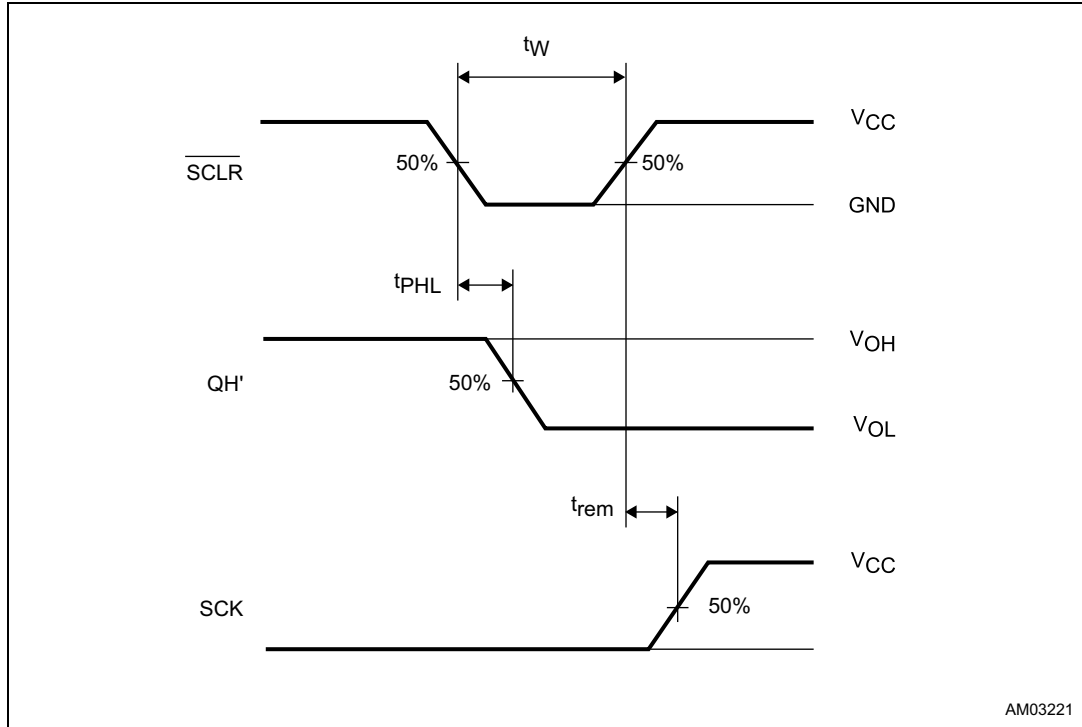 tW
VCC
SCLR
50%
50%
GND
tPHL
VOH
QH'
50%
VOL
trem
VCC
SCK
50%
AM03221